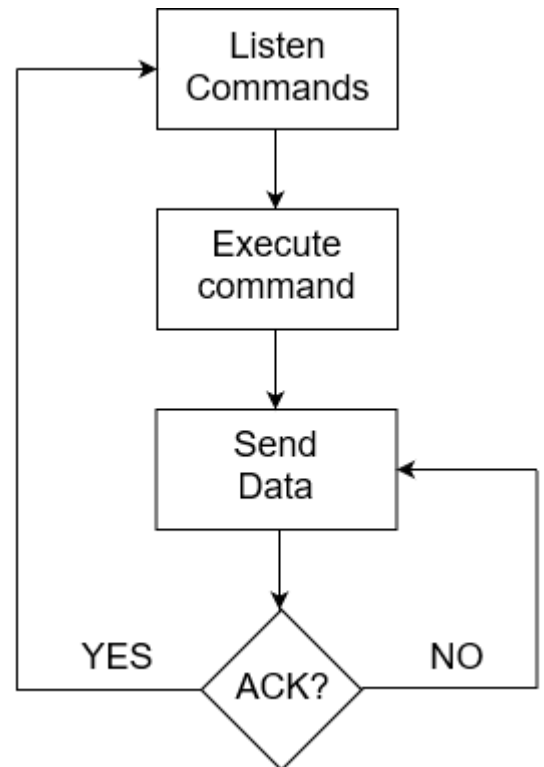 Listen
Commands
Execute
command
Send
Data
YES
ACK?
NO